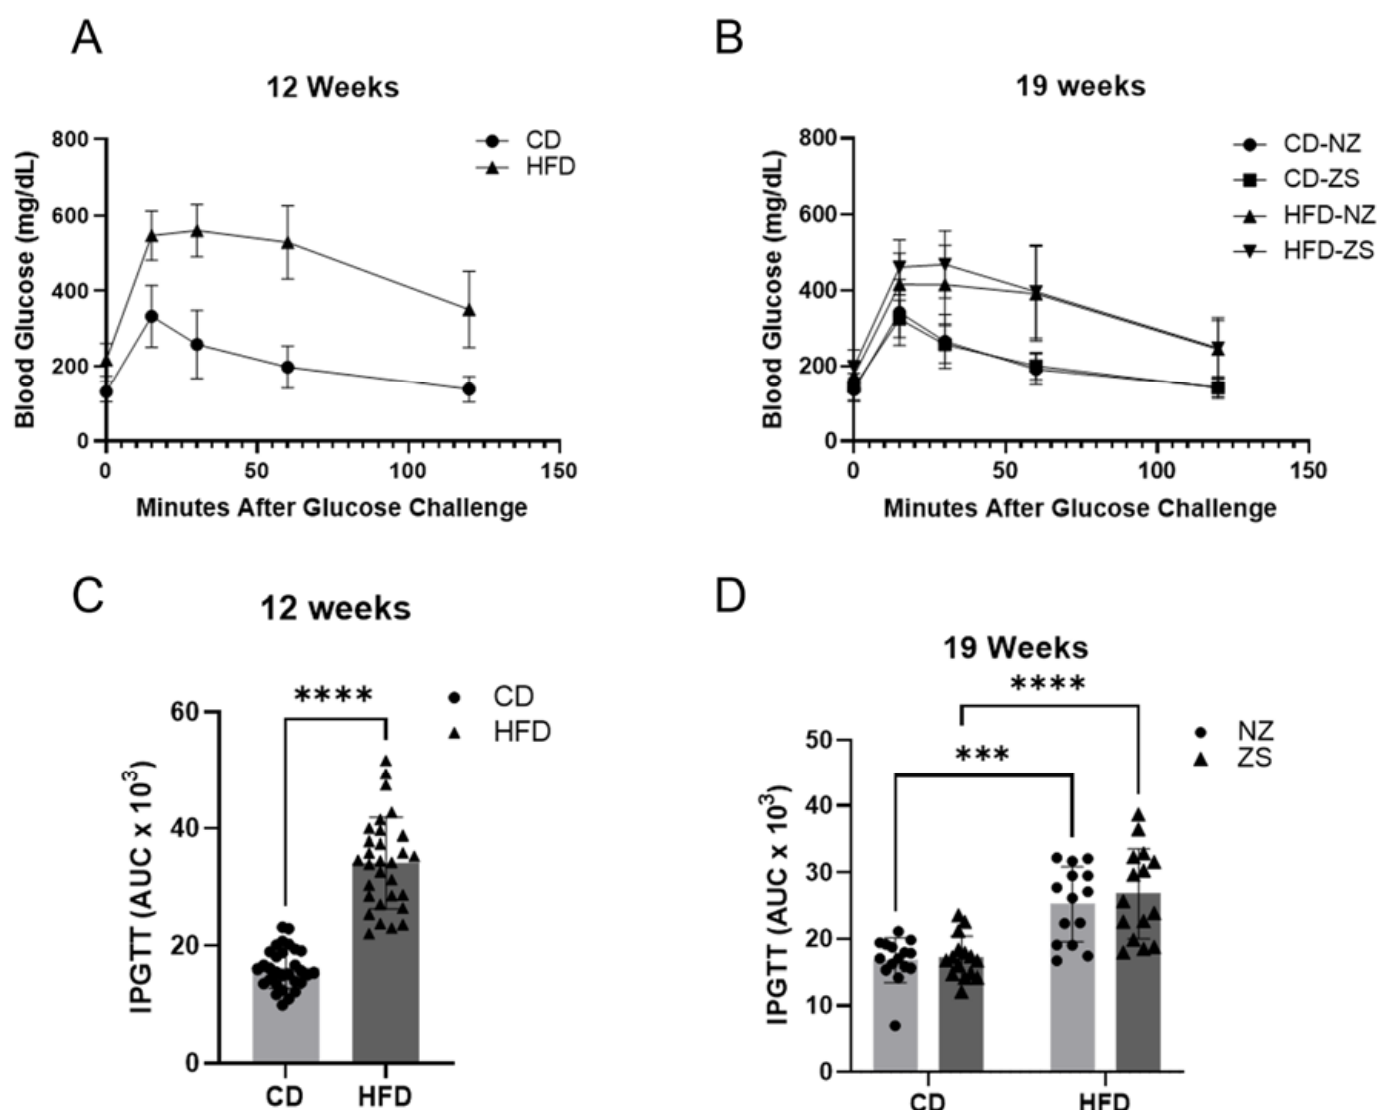 A
12 Weeks
CD
HFD
Blood Glucose (mg/dL)
800
600
400
200
0
0 50 100 150
Minutes After Glucose Challenge
B
19 weeks
CD-NZ
CD-ZS
HFD-NZ
HFD-ZS
Blood Glucose (mg/dL)
800
600
400
200
0
0 50 100 150
Minutes After Glucose Challenge
C
12 weeks
****
CD
HFD
IPGTT (AUC x 10³)
60
40
20
0
CD HFD
D
19 Weeks
****
***
NZ
ZS
IPGTT (AUC x 10³)
50
40
30
20
10
0
CD HFD